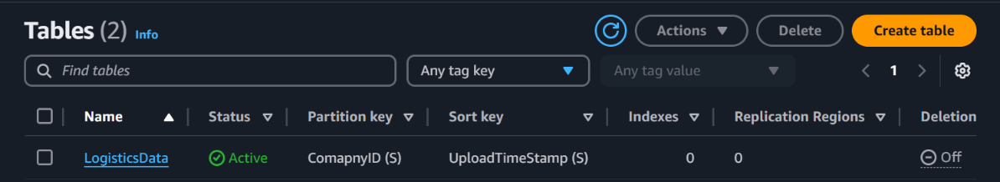 Tables (2) Info Actions Delete Create table
Find tables Any tag key Any tag value 1
Name Status Partition key Sort key Indexes Replication Regions Deletion
LogisticsData Active ComapnyID (S) UploadTimeStamp (S) 0 0 Off